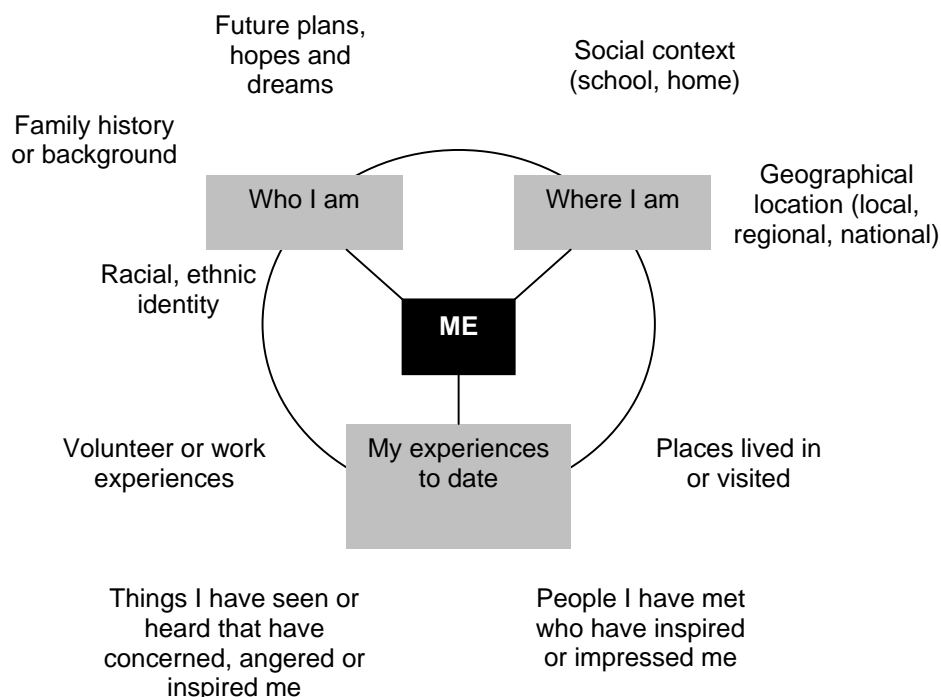 Future plans,
hopes and
dreams
Social context
(school, home)
Family history
or background
Who I am
Where I am
Geographical
location (local,
regional, national)
Racial, ethnic
identity
ME
Volunteer or work
experiences
My experiences
to date
Places lived in
or visited
Things I have seen or
heard that have
concerned, angered or
inspired me
People I have met
who have inspired
or impressed me